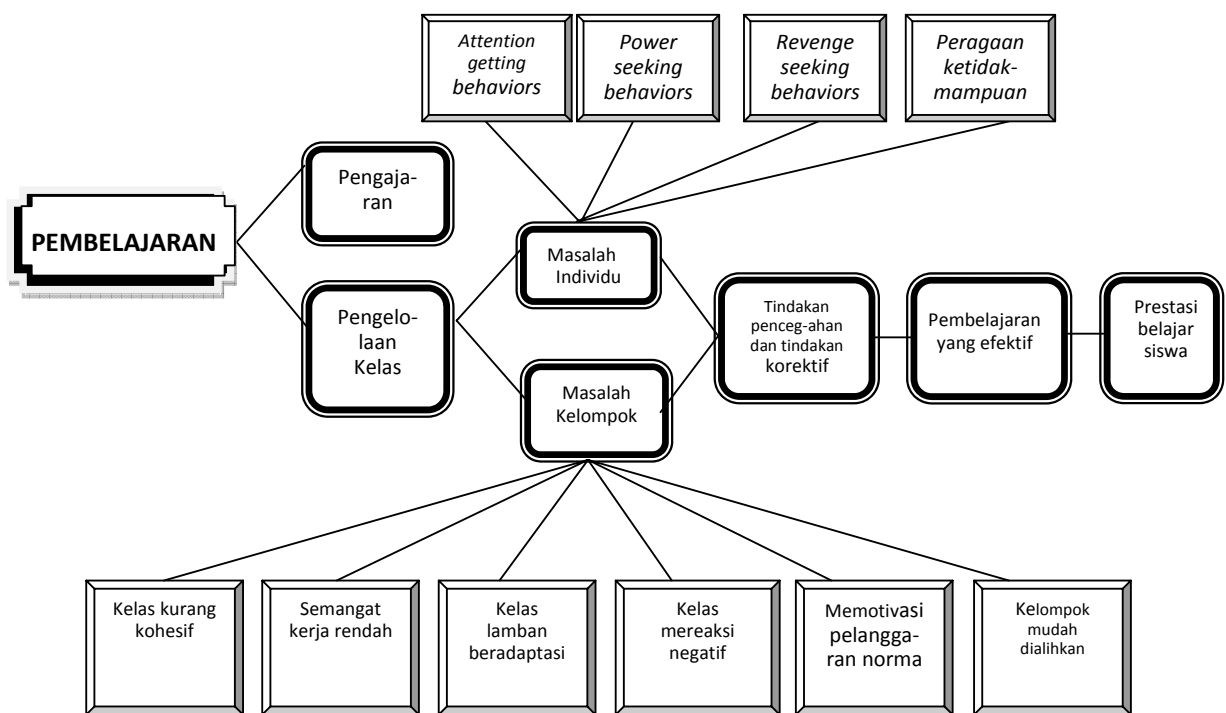 Attention
getting
behaviors
Power
seeking
behaviors
Revenge
seeking
behaviors
Peragaan
ketidak-
mampuan
Pengaja-
ran
PEMBELAJARAN
Masalah
Individu
Pengelo-
laan
Kelas
Tindakan
penceg-ahan
dan tindakan
korektif
Pembelajaran
yang efektif
Prestasi
belajar
siswa
Masalah
Kelompok
Kelas kurang
kohesif
Semangat
kerja rendah
Kelas
lamban
beradaptasi
Kelas
mereaksi
negatif
Memotivasi
pelangga-
ran norma
Kelompok
mudah
dialihkan